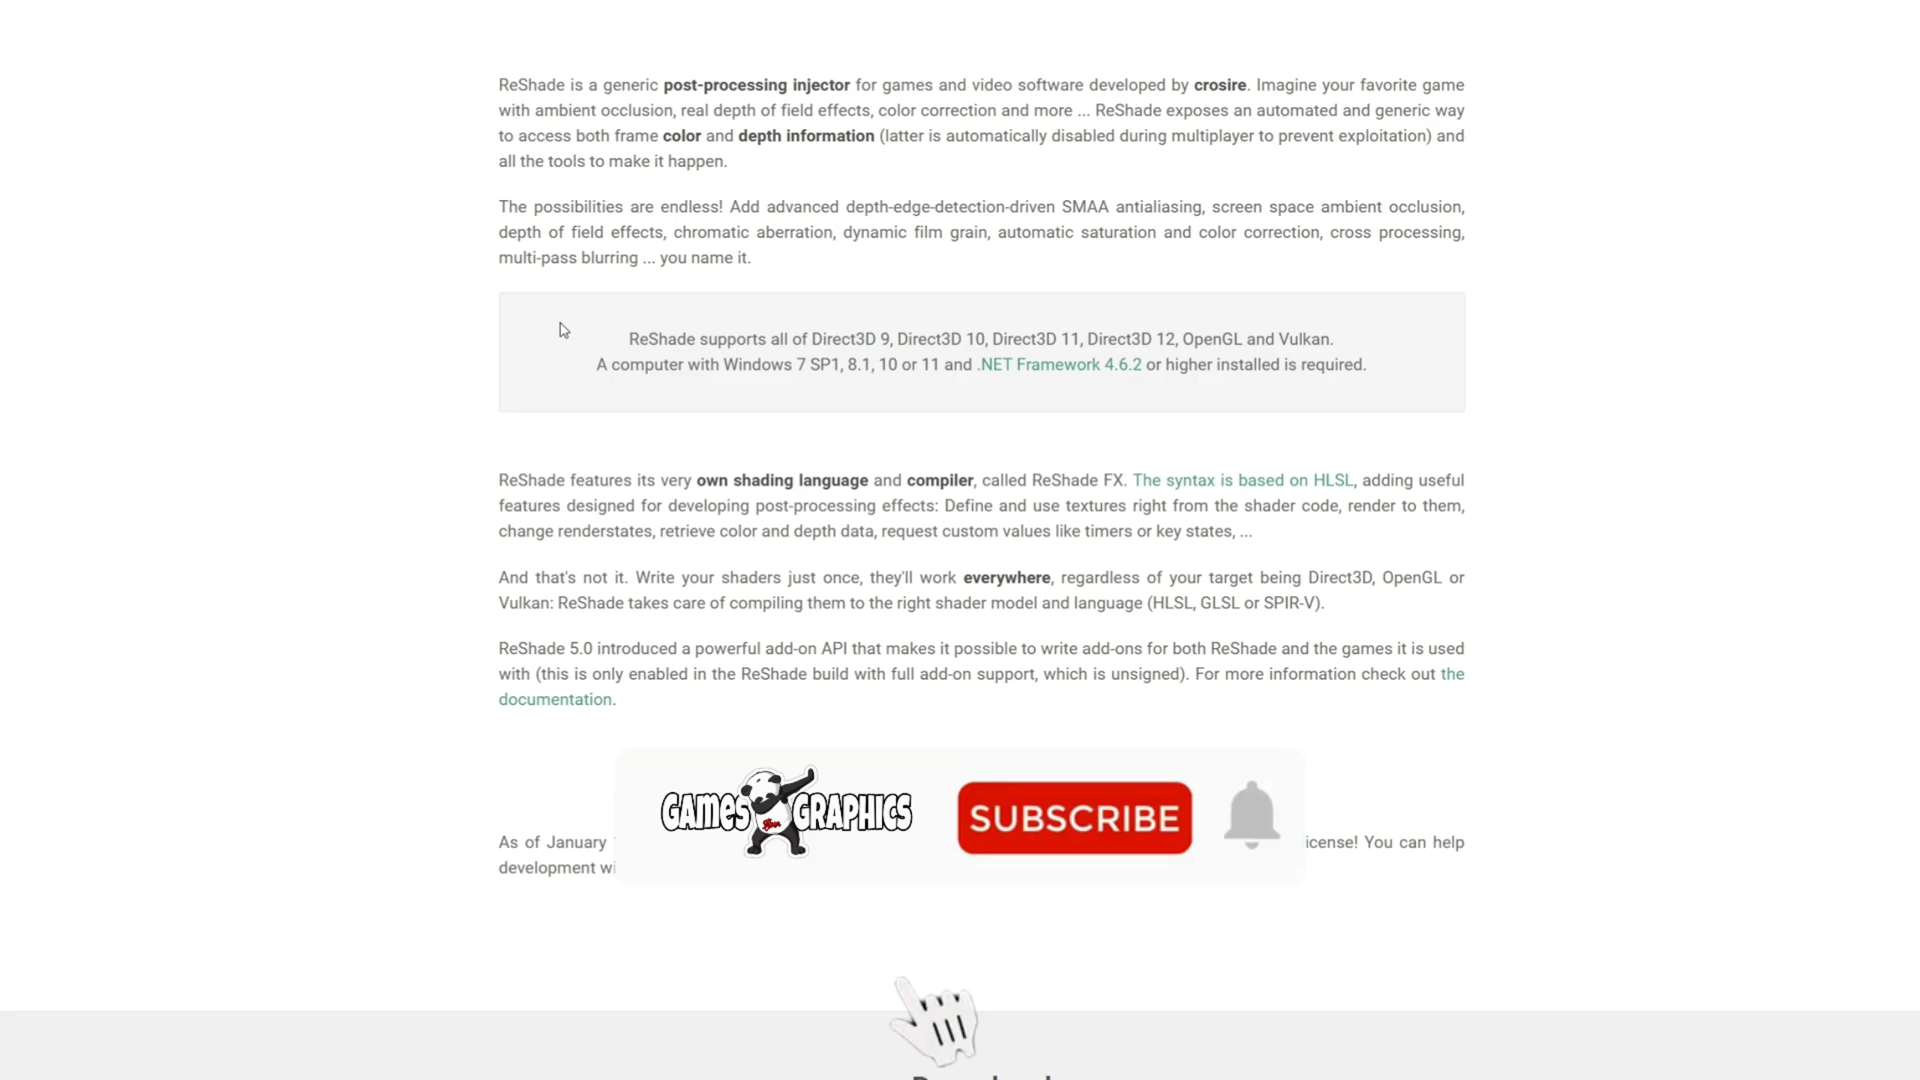 ReShade is a generic post-processing injector for games and video software developed by crosire. Imagine your favorite game
with ambient occlusion, real depth of field effects, color correction and more ... ReShade exposes an automated and generic way
to access both frame color and depth information (latter is automatically disabled during multiplayer to prevent exploitation) and
all the tools to make it happen.
The possibilities are endless! Add advanced depth-edge-detection-driven SMAA antialiasing, screen space ambient occlusion,
depth of field effects, chromatic aberration, dynamic film grain, automatic saturation and color correction, cross processing,
multi-pass blurring ... you name it.
ReShade supports all of Direct3D 9, Direct3D 10, Direct3D 11, Direct3D 12, OpenGL and Vulkan.
A computer with Windows 7 SP1, 8.1, 10 or 11 and .NET Framework 4.6.2 or higher installed is required.
ReShade features its very own shading language and compiler, called ReShade FX. The syntax is based on HLSL, adding useful
features designed for developing post-processing effects: Define and use textures right from the shader code, render to them,
change renderstates, retrieve color and depth data, request custom values like timers or key states, ...
And that's not it. Write your shaders just once, they'll work everywhere, regardless of your target being Direct3D, OpenGL or
Vulkan: ReShade takes care of compiling them to the right shader model and language (HLSL, GLSL or SPIR-V).
ReShade 5.0 introduced a powerful add-on API that makes it possible to write add-ons for both ReShade and the games it is used
with (this is only enabled in the ReShade build with full add-on support, which is unsigned). For more information check out the
documentation.
GAMES GRAPHICS
SUBSCRIBE
As of January icense! You can help
development